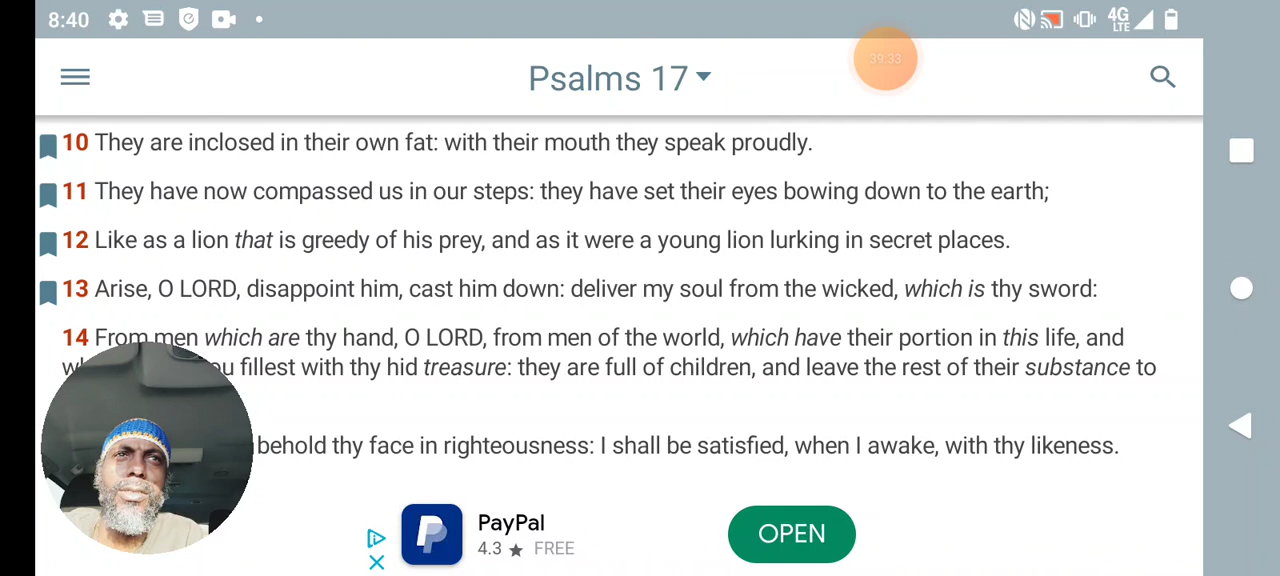 8:40
4G
LTE
Psalms 17
39:33
10 They are inclosed in their own fat: with their mouth they speak proudly.
11 They have now compassed us in our steps: they have set their eyes bowing down to the earth;
12 Like as a lion that is greedy of his prey, and as it were a young lion lurking in secret places.
13 Arise, O LORD, disappoint him, cast him down: deliver my soul from the wicked, which is thy sword:
14 From men which are thy hand, O LORD, from men of the world, which have their portion in this life, and
fillest with thy hid treasure: they are full of children, and leave the rest of their substance to
behold thy face in righteousness: I shall be satisfied, when I awake, with thy likeness.
PayPal
4.3 ★ FREE
OPEN